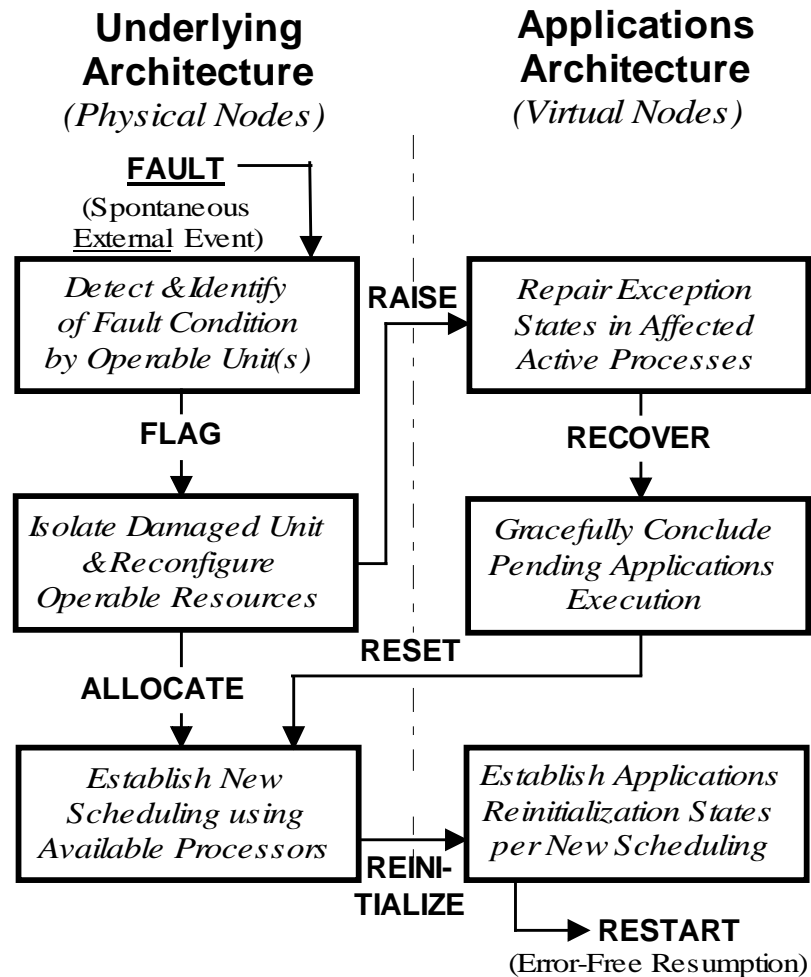 Underlying
Architecture
(Physical Nodes)
Applications
Architecture
(Virtual Nodes)
FAULT
(Spontaneous
External Event)
Detect &Identify
of Fault Condition
by Operable Unit(s)
RAISE
Repair Exception
States in Affected
Active Processes
FLAG
RECOVER
Isolate Damaged Unit
&Reconfigure
Operable Resources
Gracefully Conclude
Pending Applications
Execution
RESET
ALLOCATE
Establish New
Scheduling using
Available Processors
REINI-
TIALIZE
Establish Applications
Reinitialization States
per New Scheduling
RESTART
(Error-Free Resumption)